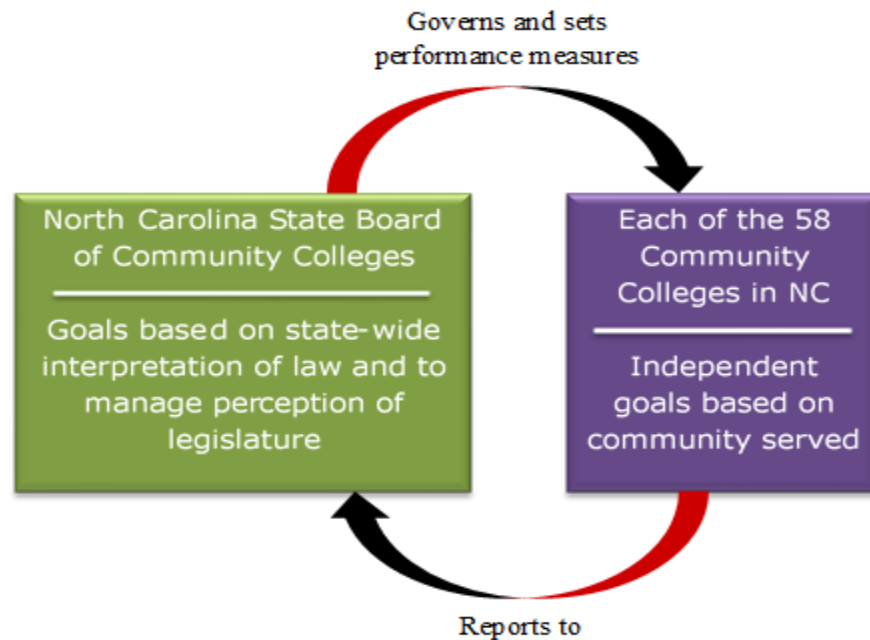 Governs and sets
performance measures
North Carolina State Board
of Community Colleges
Goals based on state-wide
interpretation of law and to
manage perception of
legislature
Each of the 58
Community
Colleges in NC
Independent
goals based on
community served
Reports to